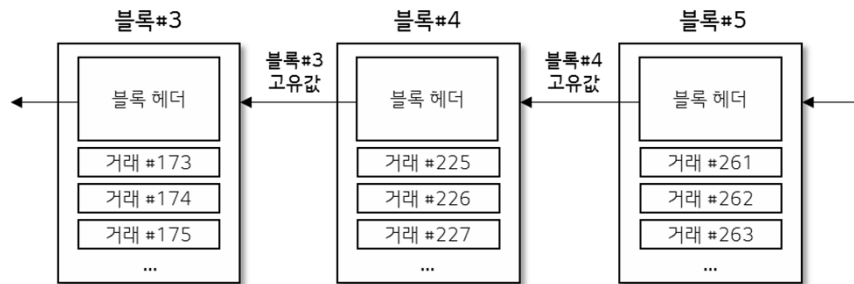 블록#3
블록#4
블록#5
블록#3
고유값
블록#4
고유값
블록 헤더
블록 헤더
블록 헤더
거래 #173
거래 #225
거래 #261
거래 #174
거래 #226
거래 #262
거래 #175
거래 #227
거래 #263
...
...
...